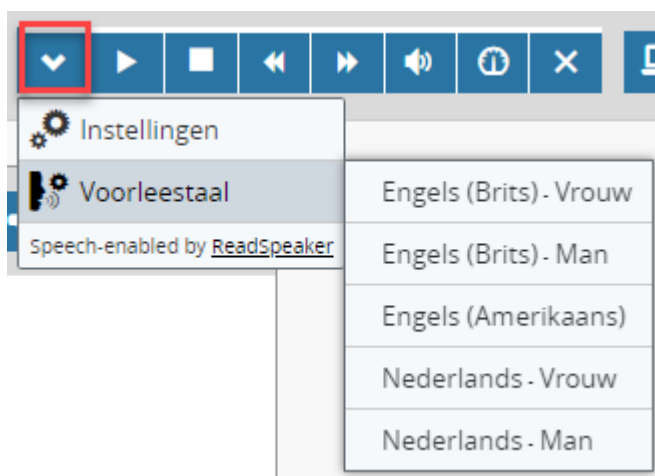 Instellingen
Voorleestaal
Speech-enabled by ReadSpeaker
Engels (Brits) - Vrouw
Engels (Brits) - Man
Engels (Amerikaans)
Nederlands - Vrouw
Nederlands - Man